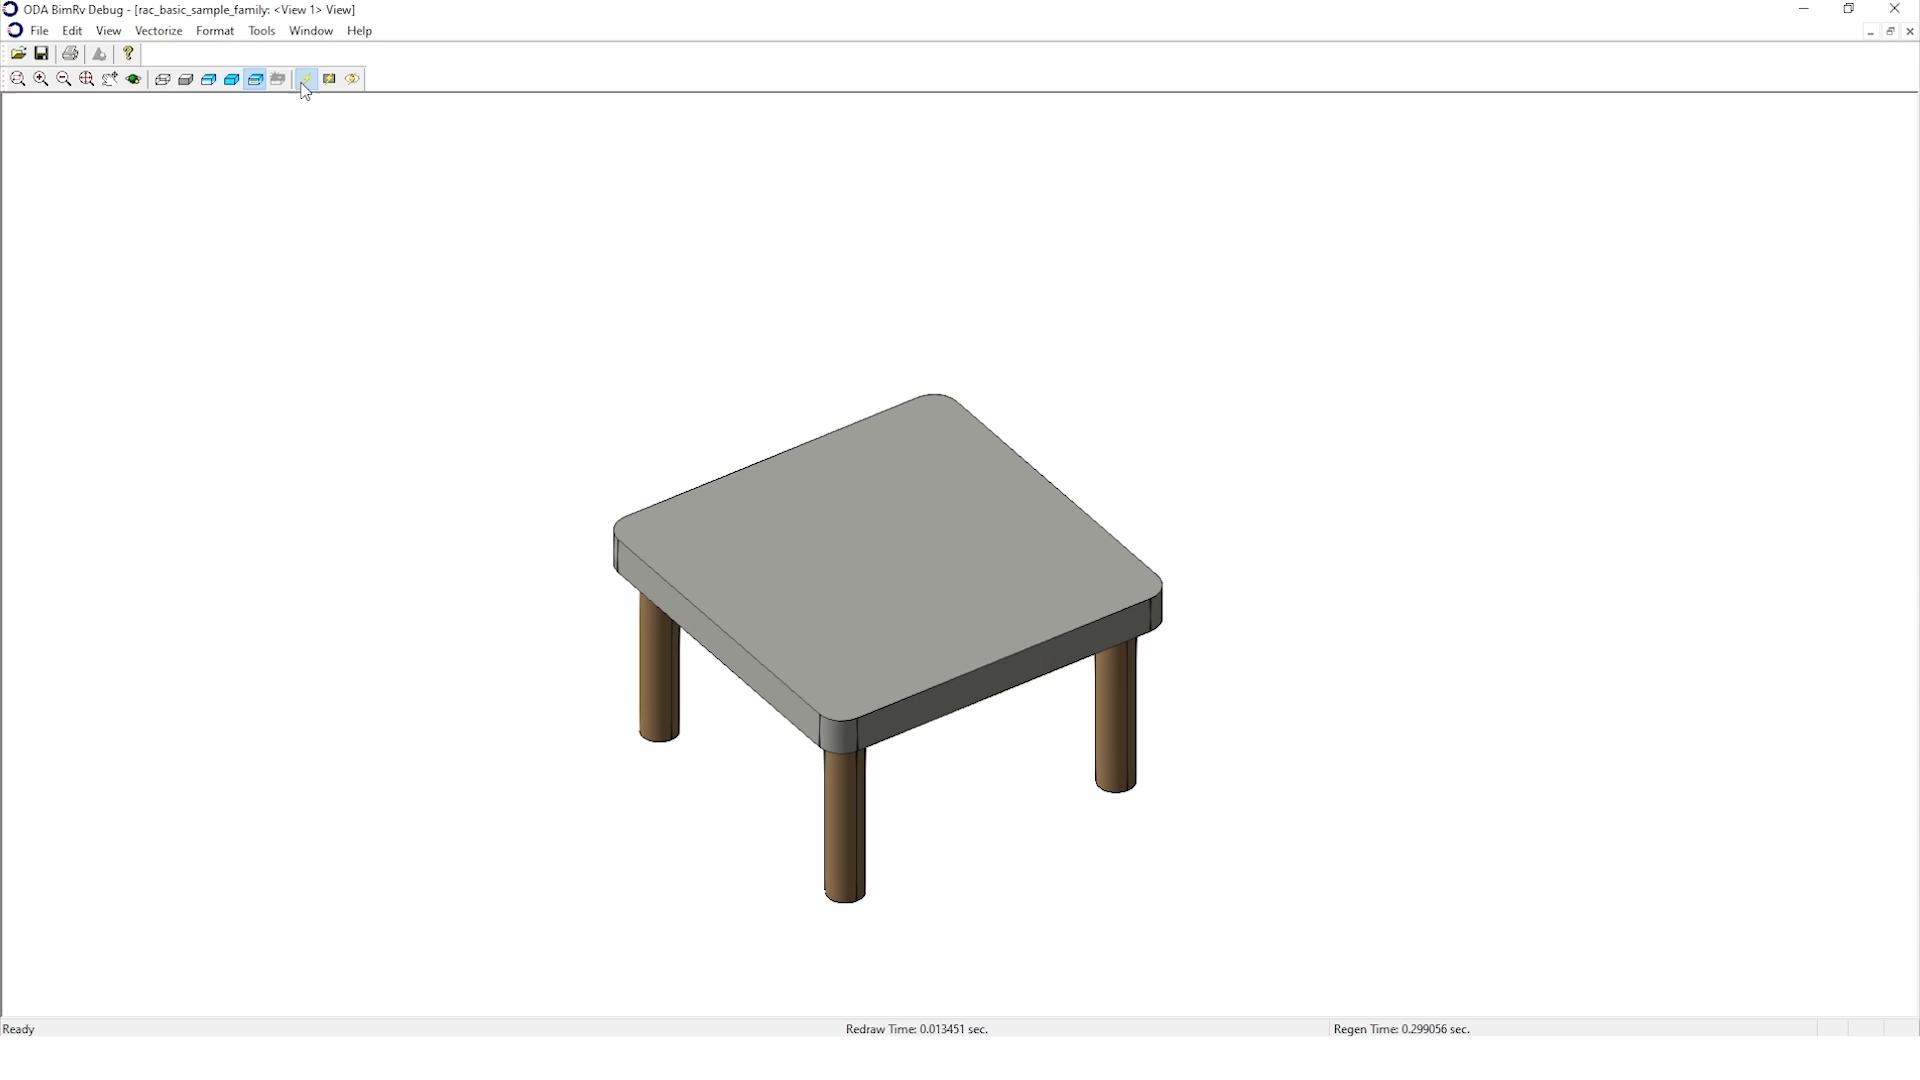 ODA BimRv Debug - [rac_basic_sample_family: <View 1> View]
File Edit View Vectorize Format Tools Window Help
Ready Redraw Time: 0.013451 sec. Regen Time: 0.299056 sec.